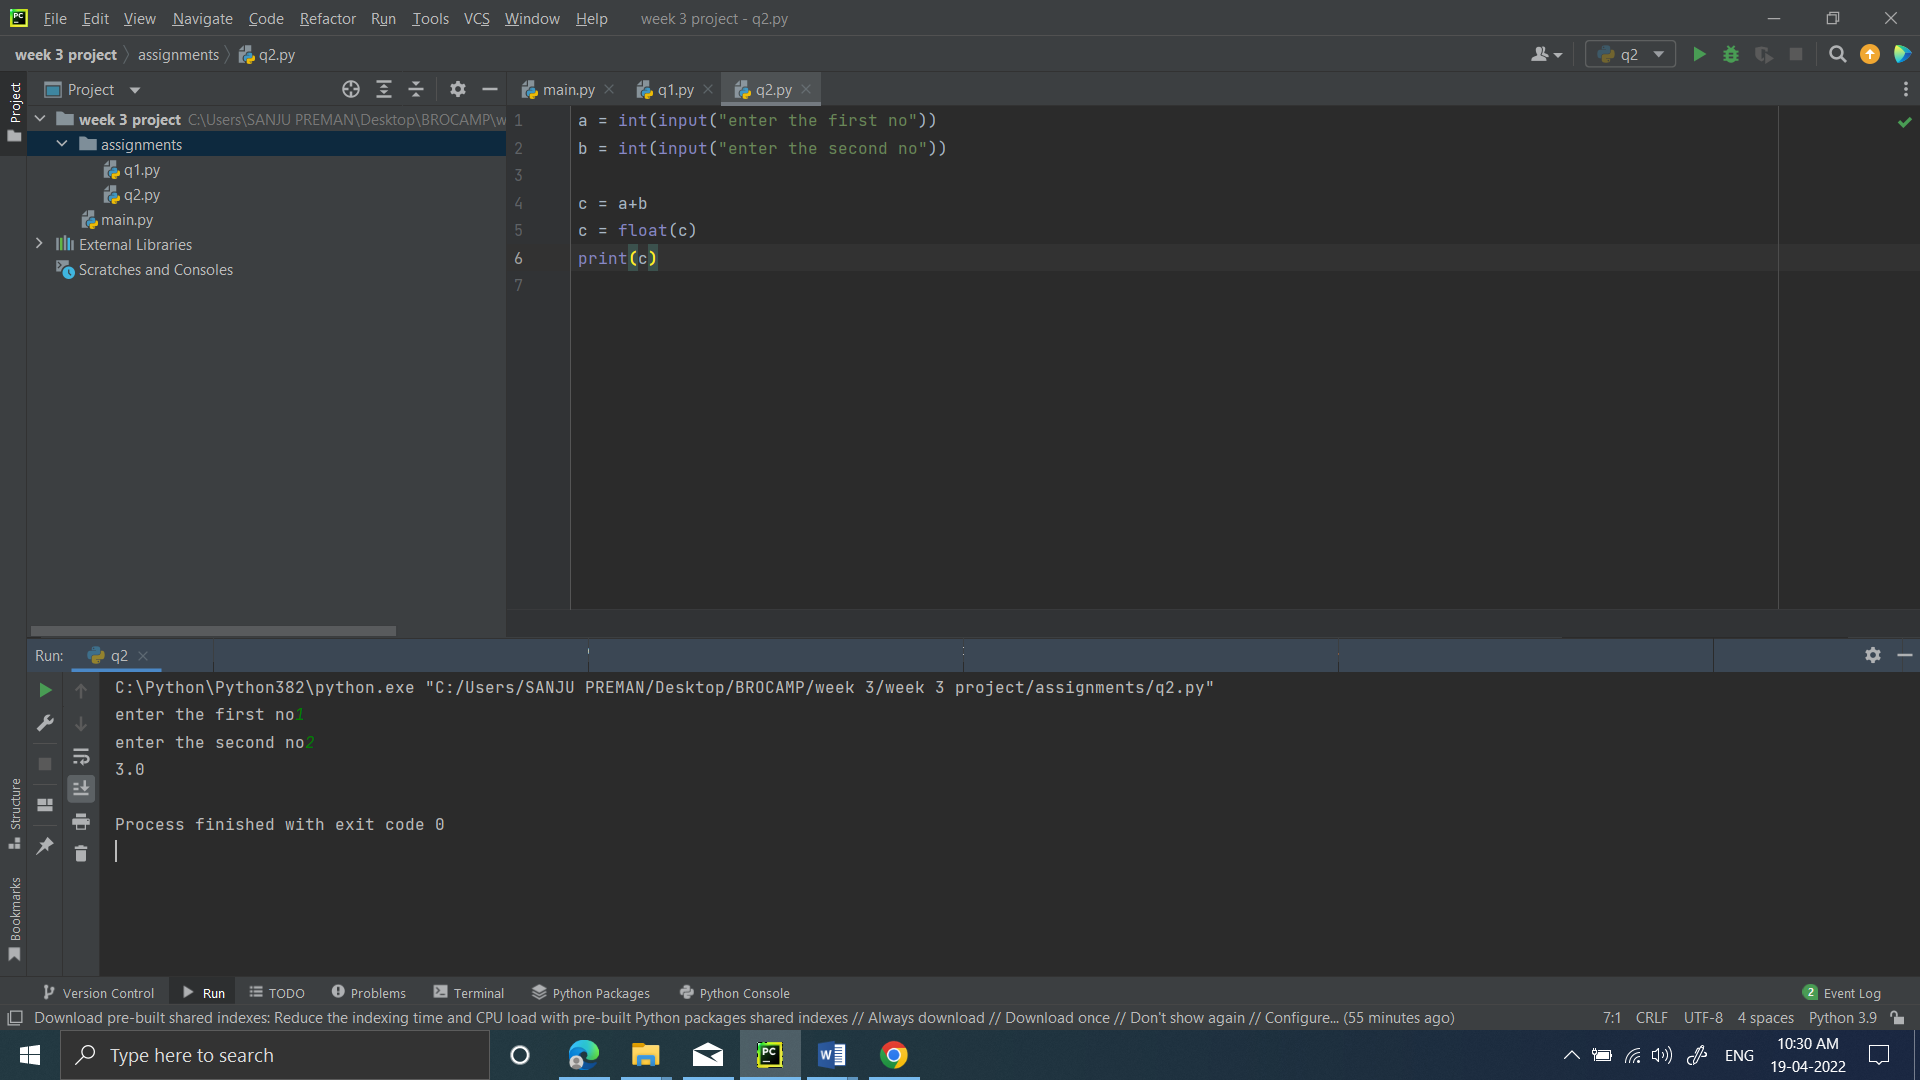 File Edit View Navigate Code Refactor Run Tools VCS Window Help week 3 project - q2.py
week 3 project assignments q2.py
q2
Project
Project
main.py q1.py q2.py
week 3 project C:\Users\SANJU PREMAN\Desktop\BROCAMP\w
assignments
q1.py
q2.py
main.py
External Libraries
Scratches and Consoles
1 a = int(input("enter the first no"))
2 b = int(input("enter the second no"))
3
4 c = a+b
5 c = float(c)
6 print(c)
7
Run: q2
C:\Python\Python382\python.exe "C:/Users/SANJU PREMAN/Desktop/BROCAMP/week 3/week 3 project/assignments/q2.py"
enter the first no1
enter the second no2
3.0
Process finished with exit code 0
Structure
Bookmarks
Version Control Run TODO Problems Terminal Python Packages Python Console 2 Event Log
Download pre-built shared indexes: Reduce the indexing time and CPU load with pre-built Python packages shared indexes // Always download // Download once // Don't show again // Configure... (55 minutes ago) 7:1 CRLF UTF-8 4 spaces Python 3.9
Type here to search
PC
W
ENG
10:30 AM
19-04-2022